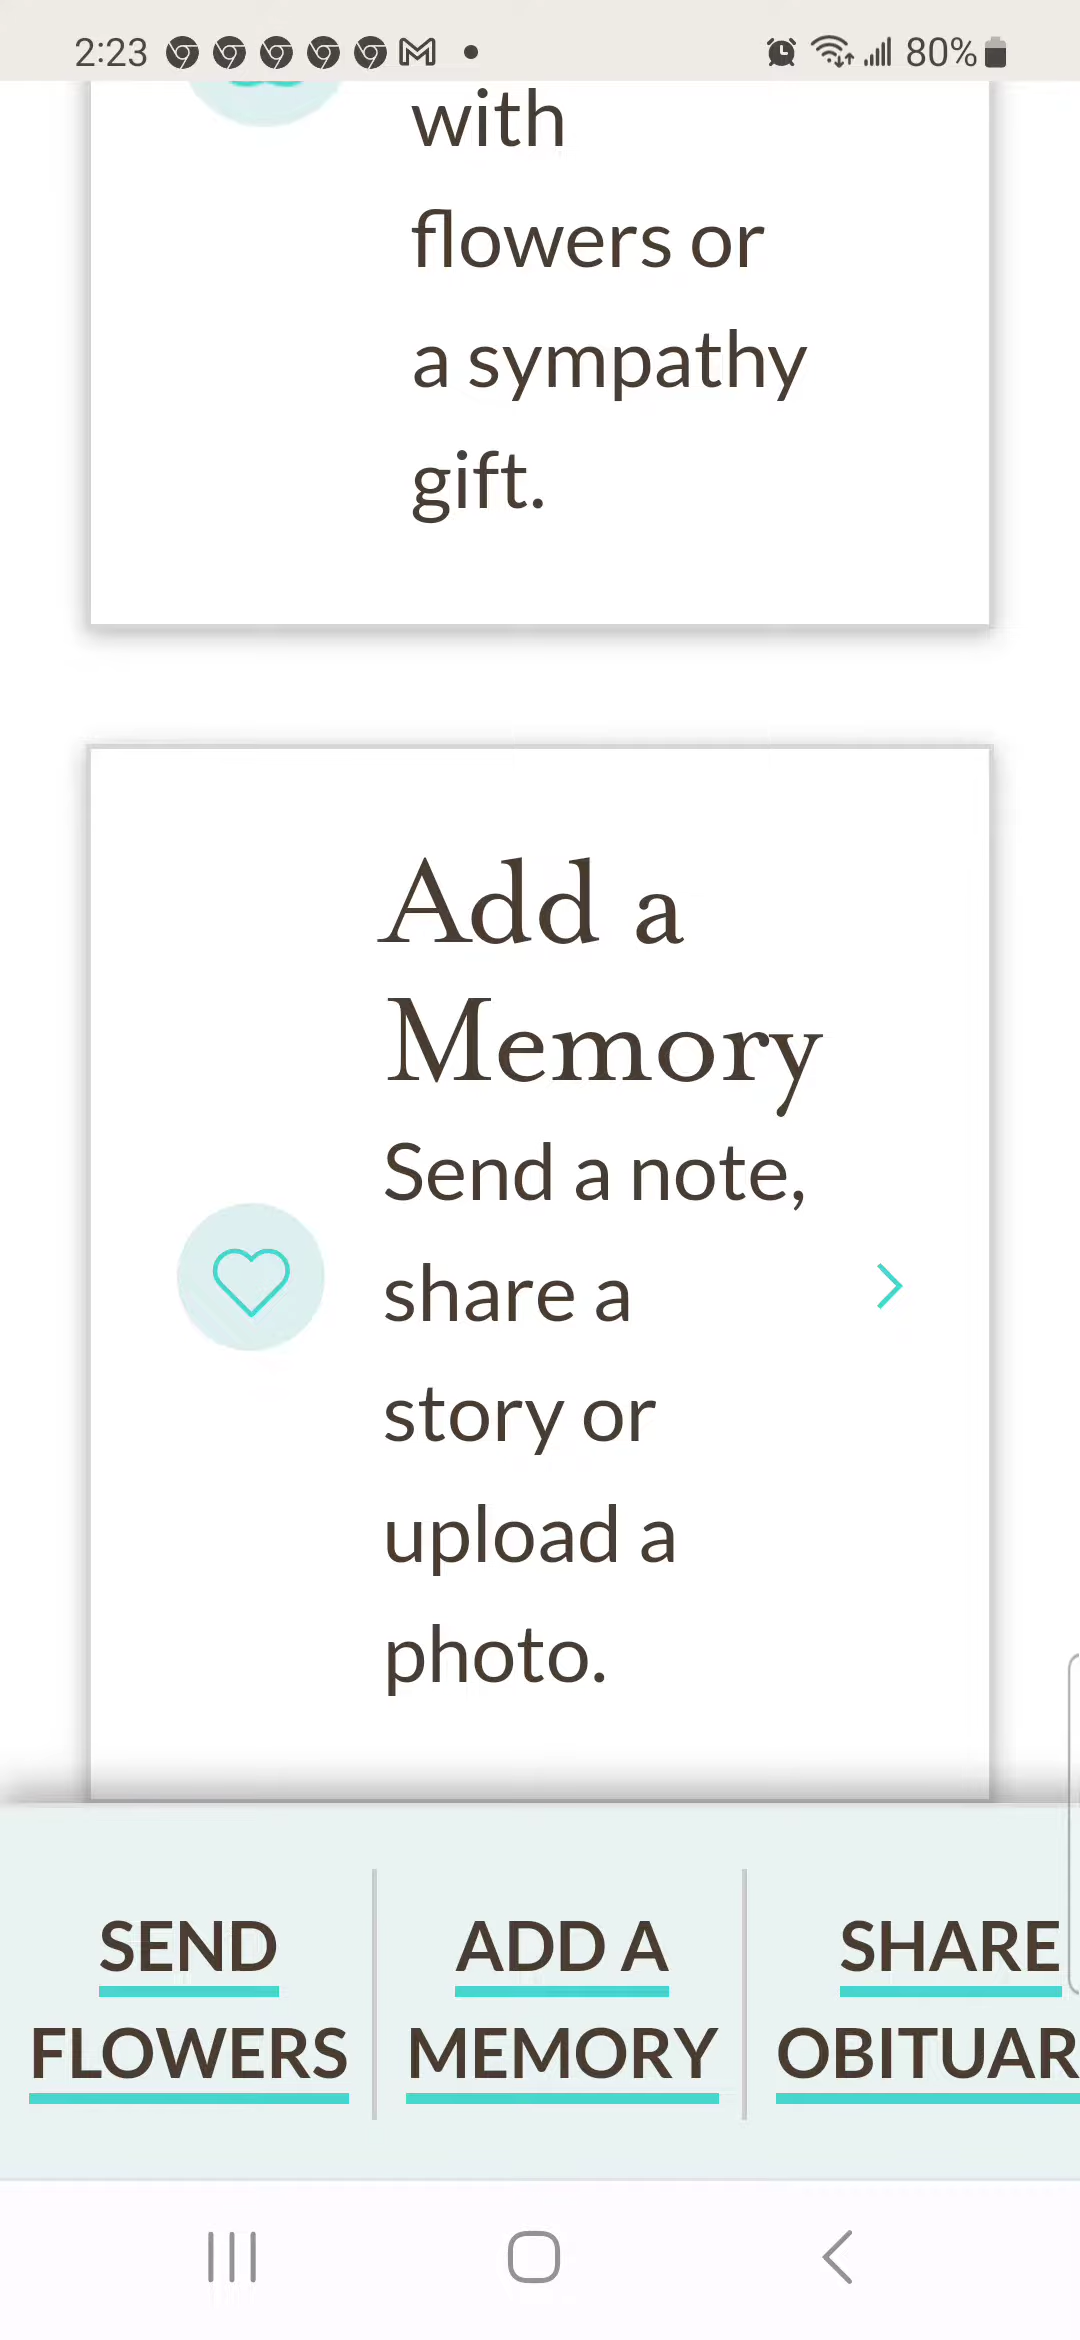 2:23
80%
with
flowers or
a sympathy
gift.
Add a
Memory
Send a note,
share a
story or
upload a
photo.
SEND
FLOWERS
ADD A
MEMORY
SHARE
OBITUAR